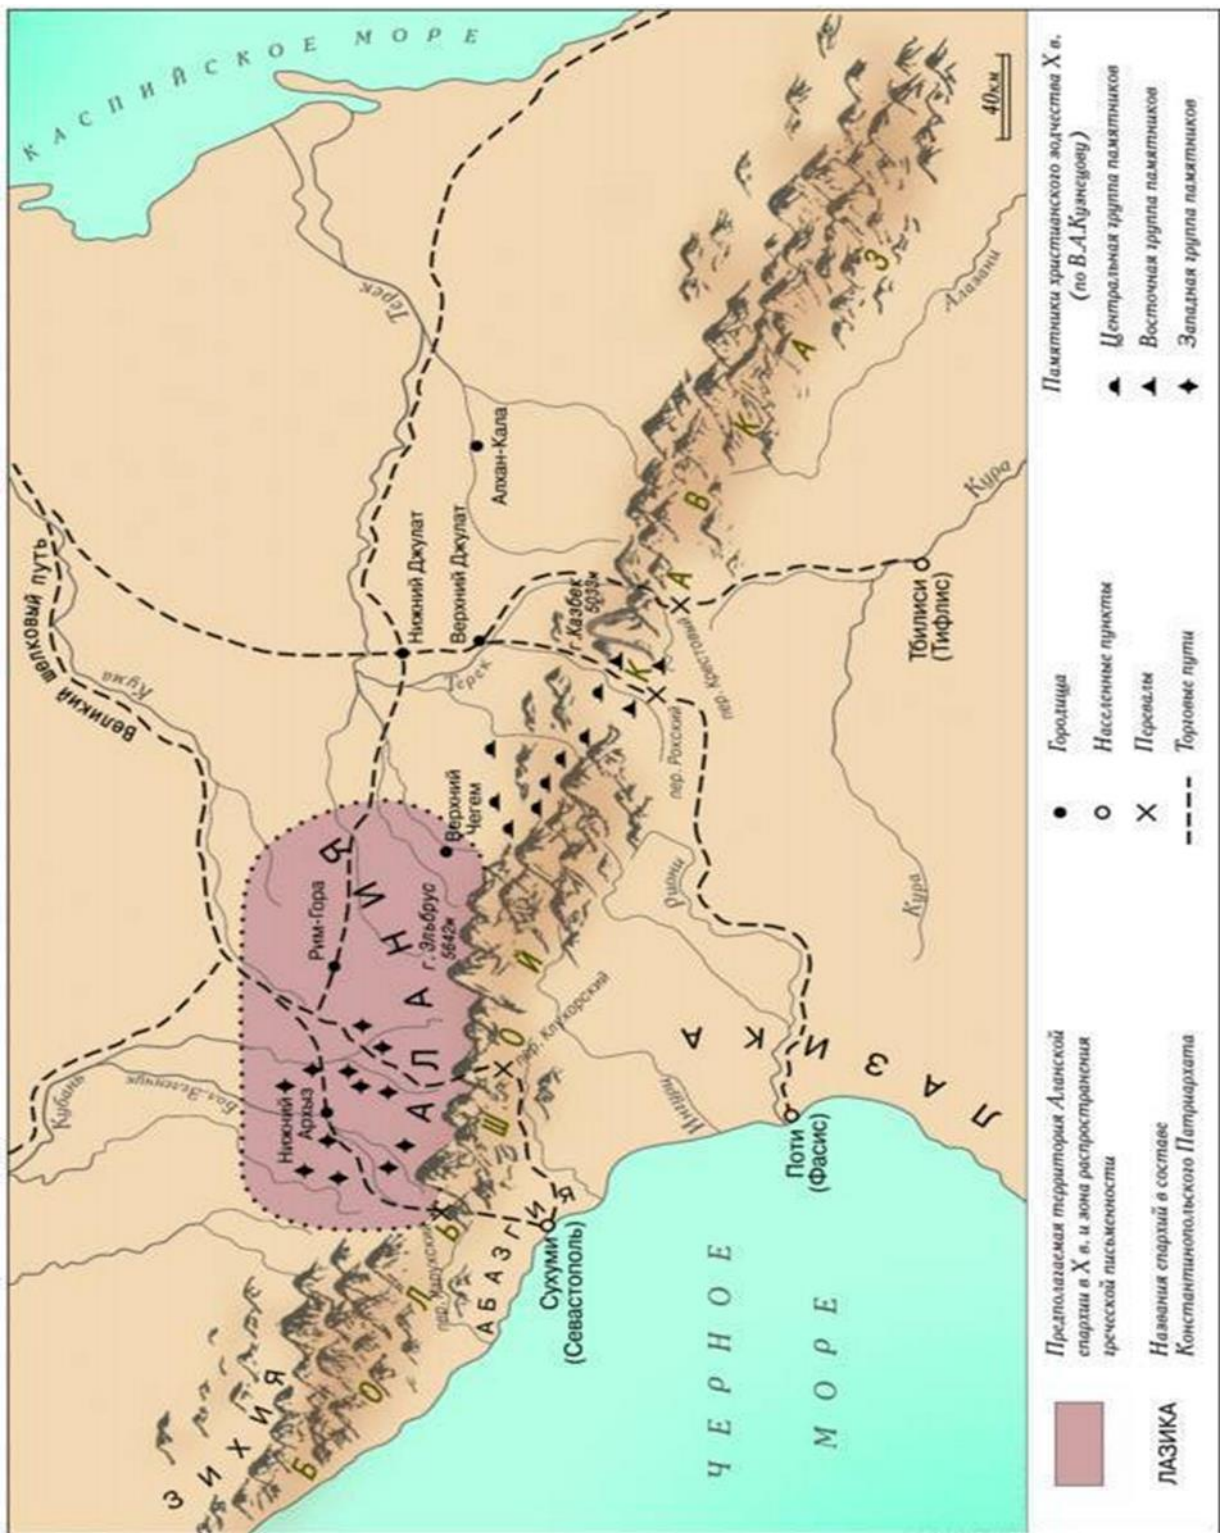 КАСПИЙСКОЕ МОРЕ
ВЕЛИКИЙ ШЕЛКОВЫЙ ПУТЬ
Кума
Терек
Кубань
Бол. Зеленчук
ЗИХИЯ
АЛАНИЯ
Нижний
Архыз
Рим-Гора
г. Эльбрус
5642м
Верхний
Чегем
Нижний Джулат
Верхний Джулат
Терек
Алхан-Кала
г.Казбек
5033м
БОЛЬШОЙ КАВКАЗ
пер. Клухорский
пер. Рокский
пер. Крестовый
АБАЗГИЯ
Сухуми
(Севастополь)
Ингури
Риони
ЛАЗИКА
Поти
(Фасис)
Тбилиси
(Тифлис)
Кура
Кура
Алазани
ЧЕРНОЕ
МОРЕ
40км
Предполагаемая территория Аланской
епархии в X в. и зона распространения
греческой письменности
ЛАЗИКА
Названия епархий в составе
Константинопольского Патриархата
Городища
Населенные пункты
Перевалы
Торговые пути
Памятники христианского зодчества X в.
(по В.А.Кузнецову)
Центральная группа памятников
Восточная группа памятников
Западная группа памятников